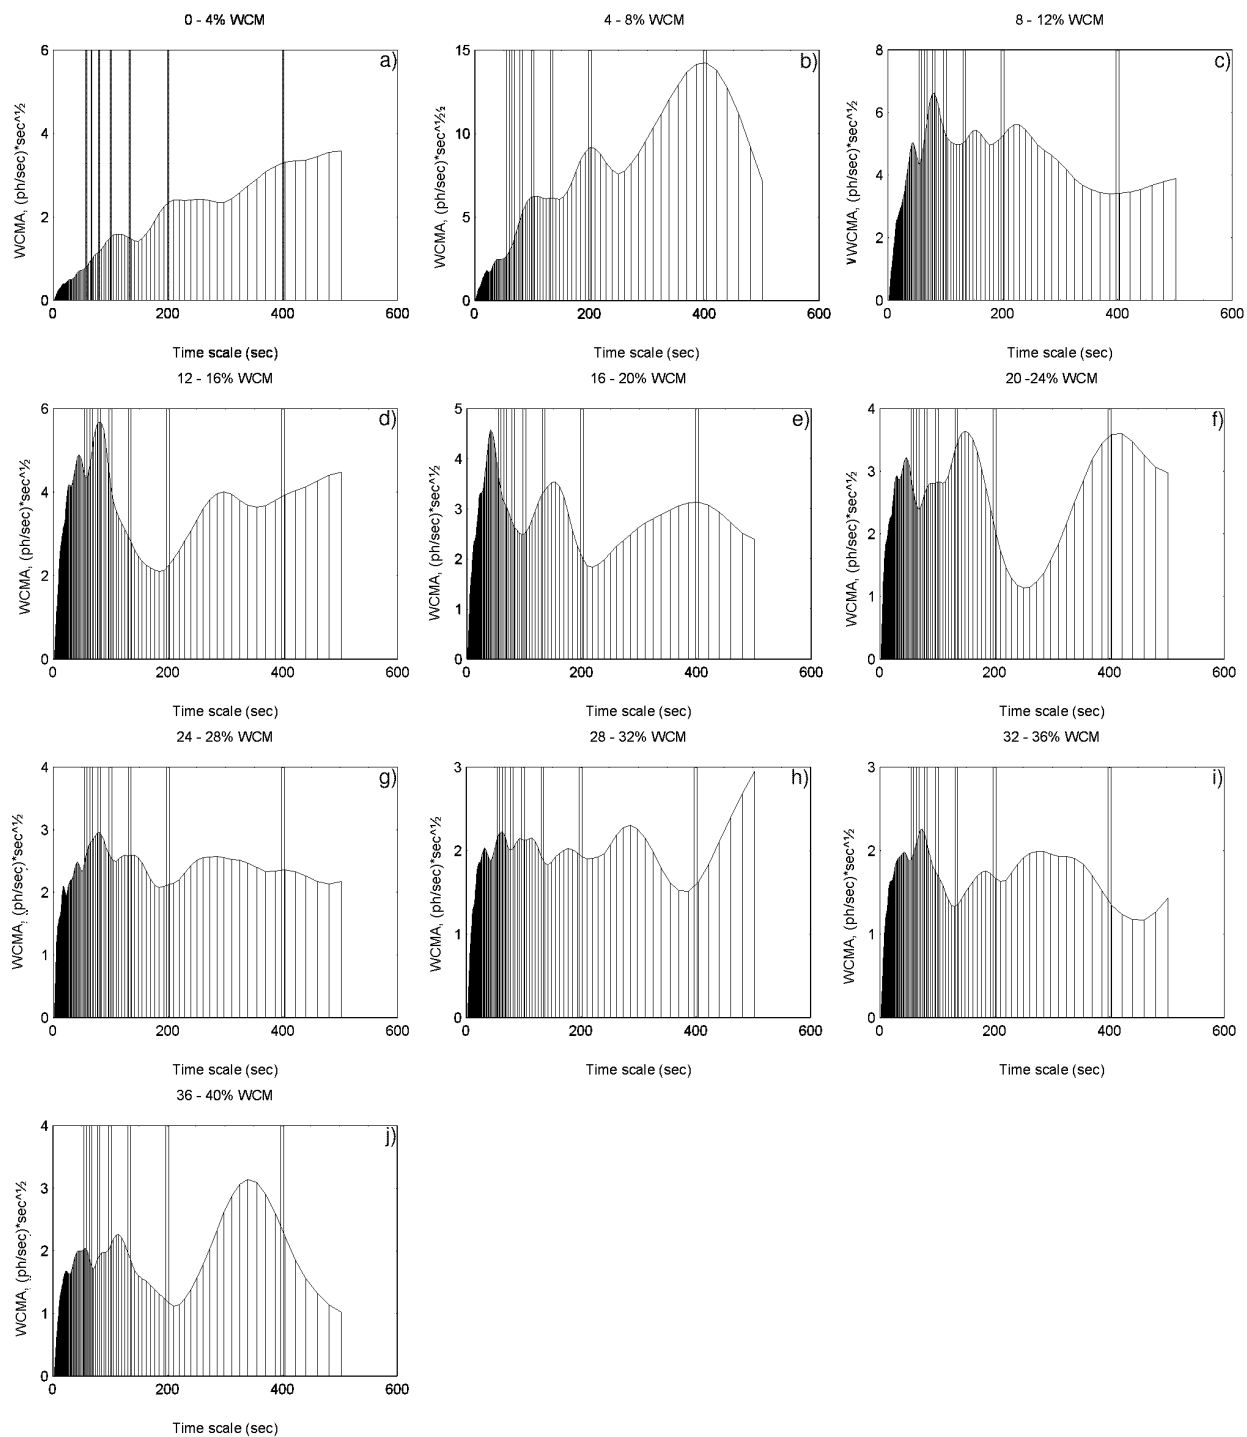 0 - 4% WCM
4 - 8% WCM
8 - 12% WCM
a)
b)
c)
WCMA, (ph/sec)*sec^½
WCMA, (ph/sec)*sec^½
WCMA, (ph/sec)*sec^½
6
4
2
0
15
10
5
0
8
6
4
2
0
0 200 400 600
0 200 400 600
0 200 400 600
Time scale (sec)
Time scale (sec)
Time scale (sec)
12 - 16% WCM
16 - 20% WCM
20 -24% WCM
d)
e)
f)
WCMA, (ph/sec)*sec^½
WCMA, (ph/sec)*sec^½
WCMA, (ph/sec)*sec^½
6
4
2
0
5
4
3
2
1
0
4
3
2
1
0
0 200 400 600
0 200 400 600
0 200 400 600
Time scale (sec)
Time scale (sec)
Time scale (sec)
24 - 28% WCM
28 - 32% WCM
32 - 36% WCM
g)
h)
i)
WCMA, (ph/sec)*sec^½
WCMA, (ph/sec)*sec^½
WCMA, (ph/sec)*sec^½
4
3
2
1
0
3
2
1
0
3
2
1
0
0 200 400 600
0 200 400 600
0 200 400 600
Time scale (sec)
Time scale (sec)
Time scale (sec)
36 - 40% WCM
j)
WCMA, (ph/sec)*sec^½
4
3
2
1
0
0 200 400 600
Time scale (sec)